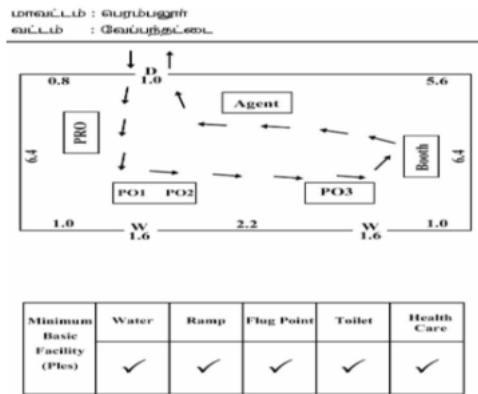 மாவட்டம் : பெரம்பலூர்
வட்டம் : வேப்பந்தட்டை
D
0.8 1.0 5.6
Agent
PRO
Booth
6.4 6.4
PO1 PO2 PO3
1.0 W 2.2 W 1.0
1.6 1.6
Minimum Basic Facility (Ples) Water Ramp Flug Point Toilet Health Care
✓ ✓ ✓ ✓ ✓